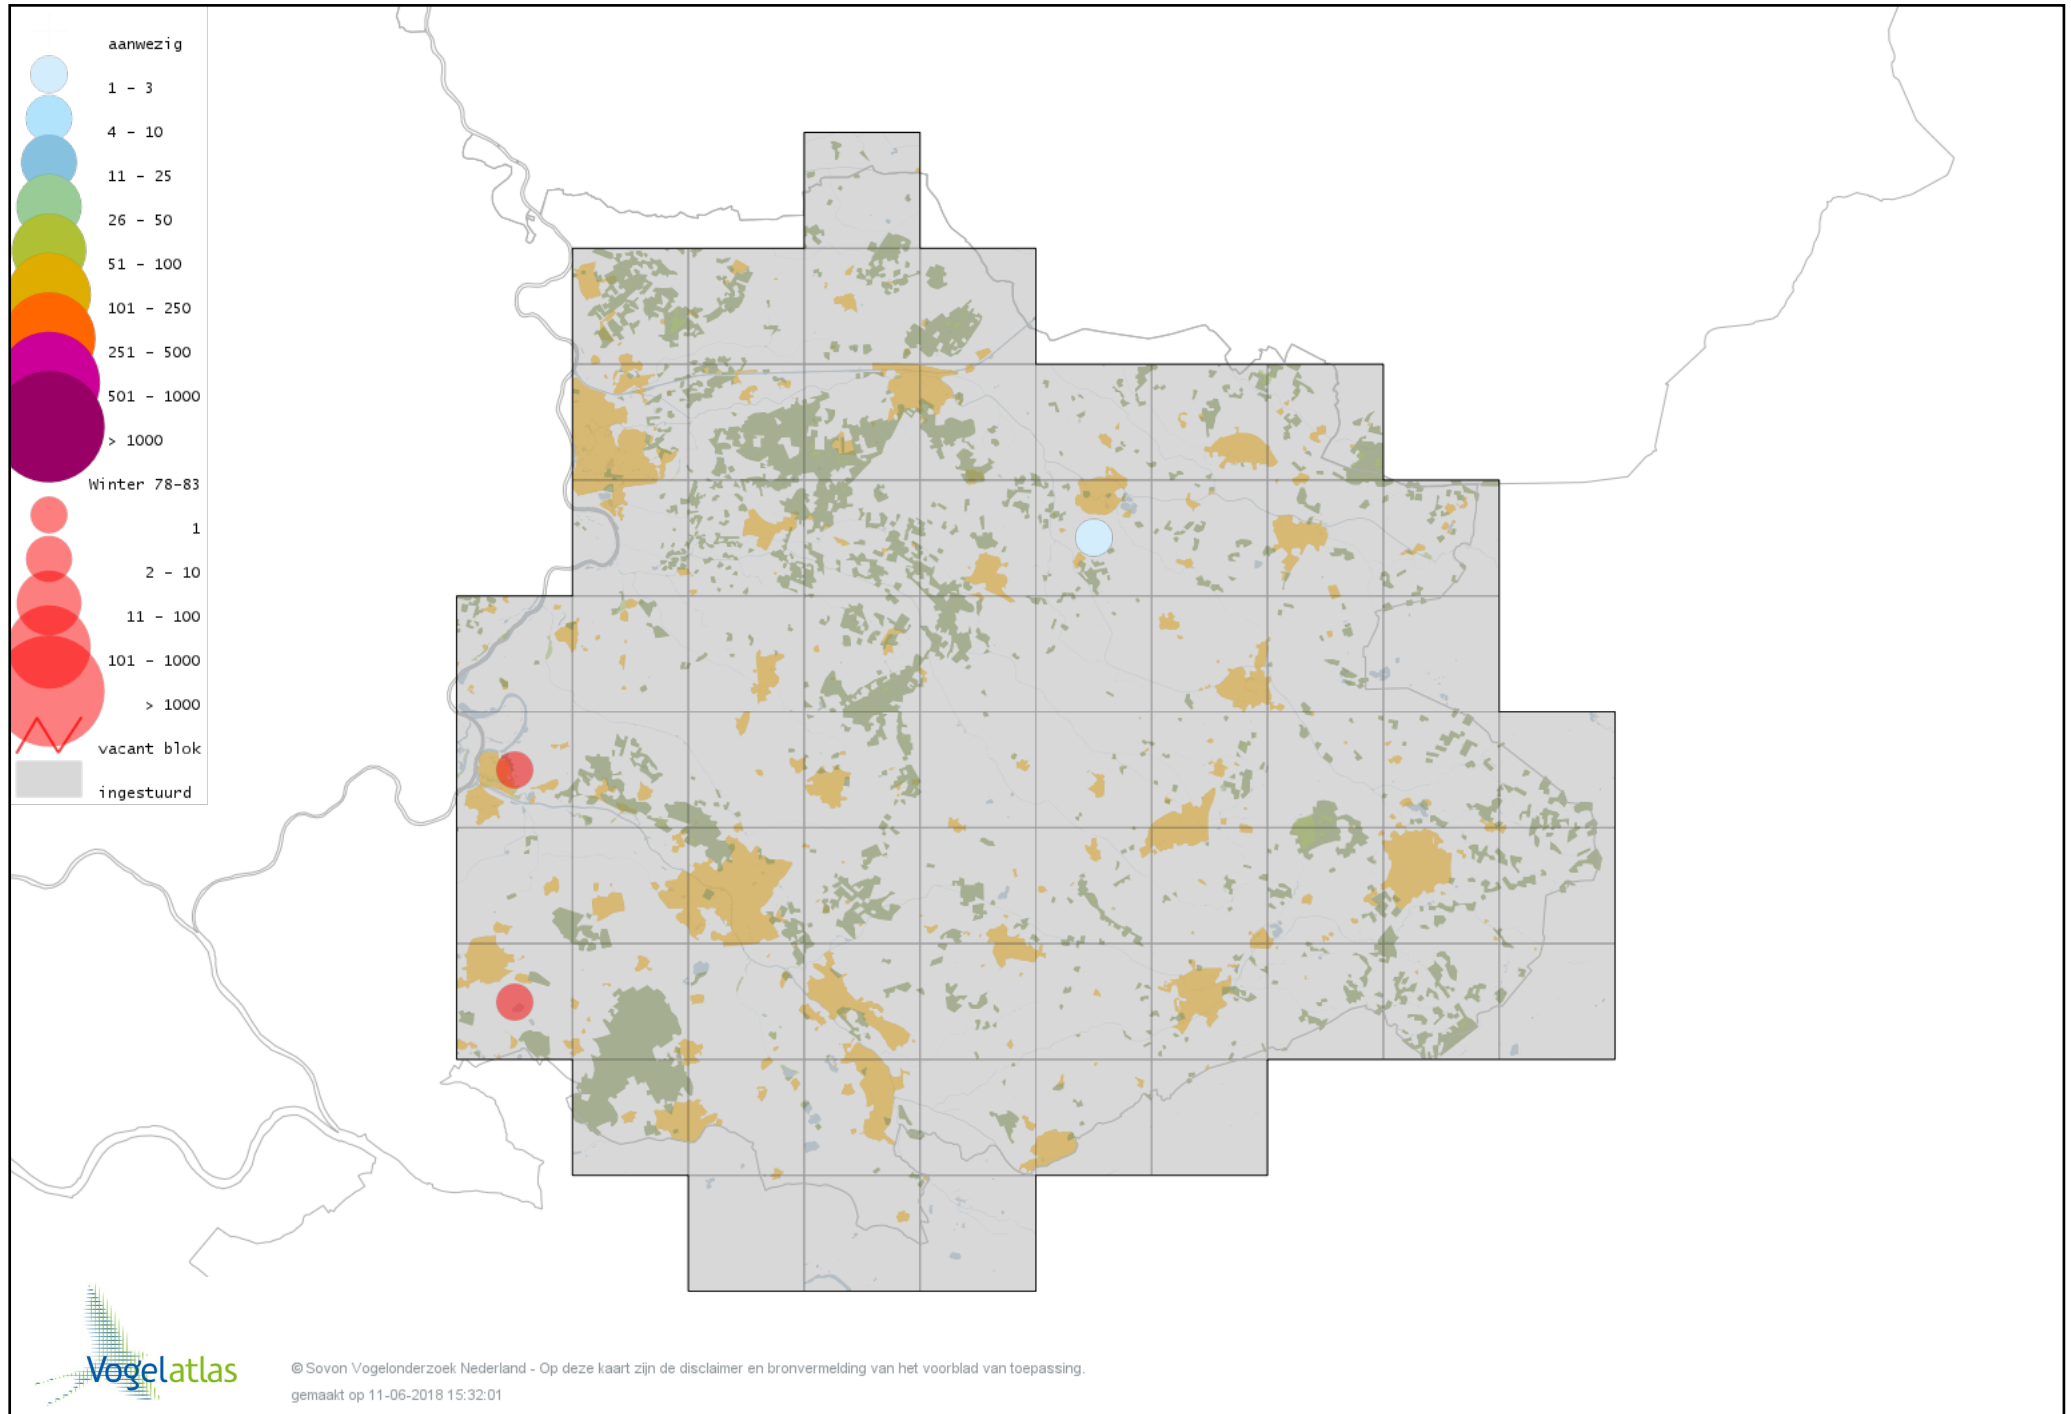 aanwezig
1 – 3
4 – 10
11 – 25
26 – 50
51 – 100
101 – 250
251 – 500
501 – 1000
> 1000
Winter 78-83
1
2 – 10
11 – 100
101 – 1000
> 1000
vacant blok
ingestuurd
Vogelatlas
© Sovon Vogelonderzoek Nederland - Op deze kaart zijn de disclaimer en bronvermelding van het voorblad van toepassing.
gemaakt op 11-06-2018 15:32:01